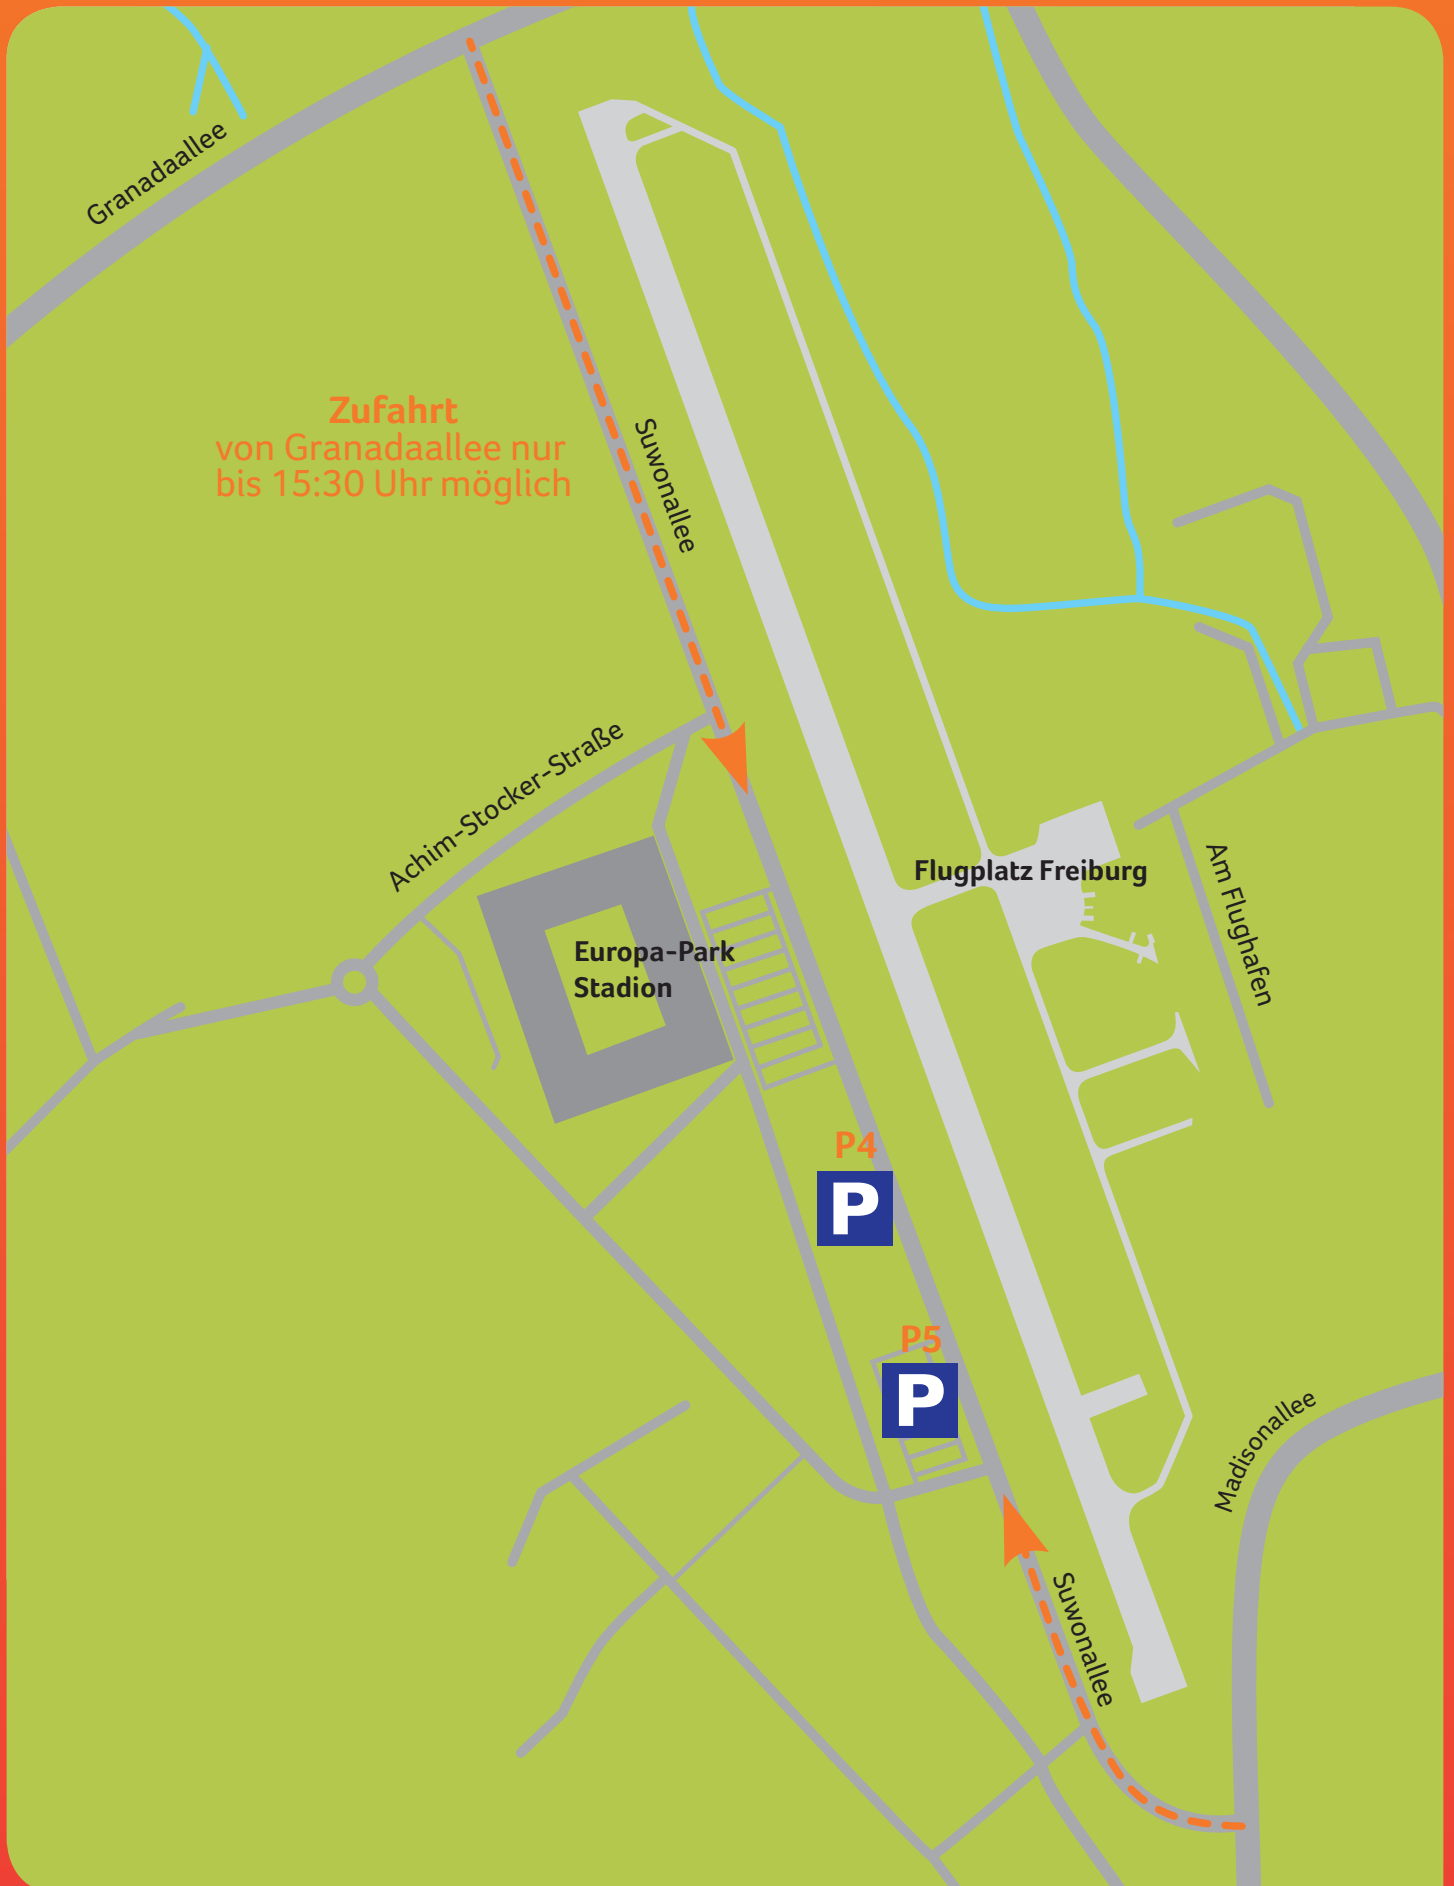 Granadaallee
Zufahrt
von Granadaallee nur
bis 15:30 Uhr möglich
Suwonallee
Achim-Stocker-Straße
Flugplatz Freiburg
Am Flughafen
Europa-Park
Stadion
P4
P
P5
P
Madisonallee
Suwonallee